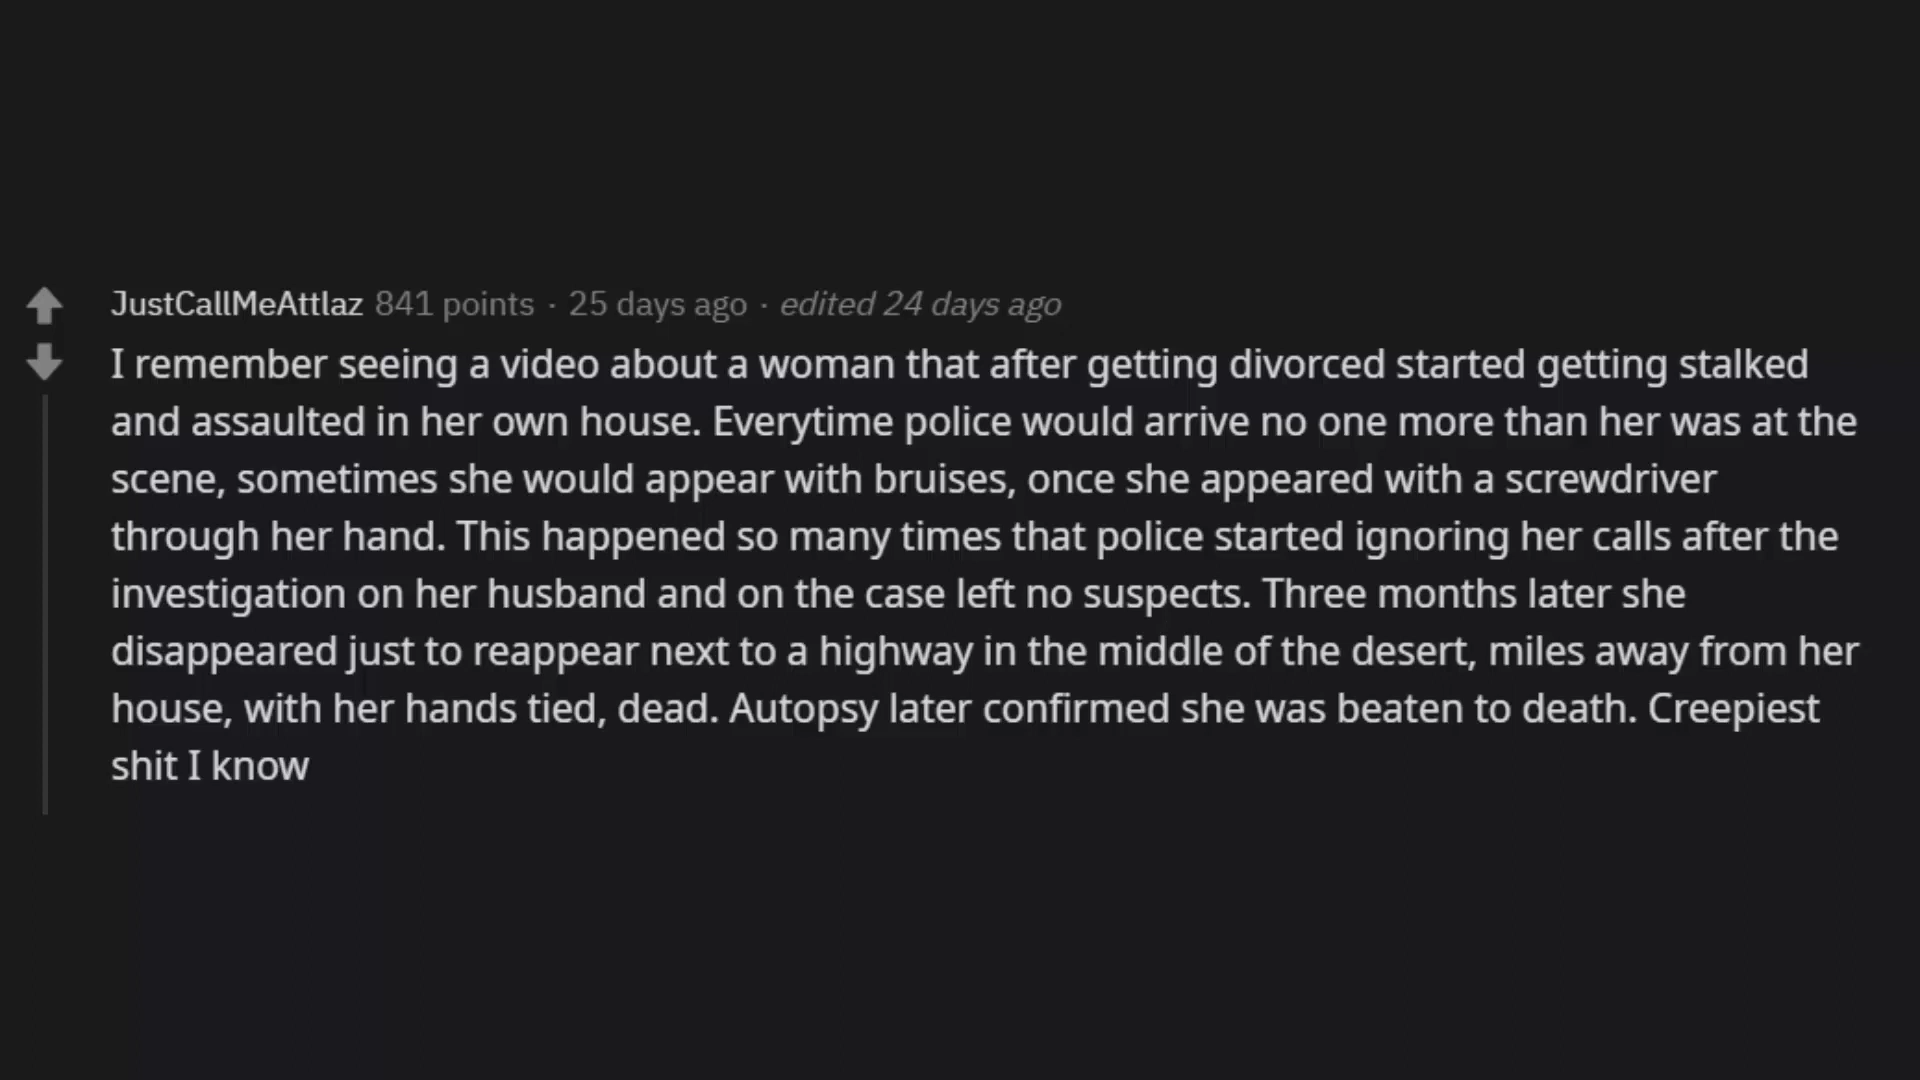 JustCallMeAttlaz 841 points · 25 days ago · edited 24 days ago
I remember seeing a video about a woman that after getting divorced started getting stalked
and assaulted in her own house. Everytime police would arrive no one more than her was at the
scene, sometimes she would appear with bruises, once she appeared with a screwdriver
through her hand. This happened so many times that police started ignoring her calls after the
investigation on her husband and on the case left no suspects. Three months later she
disappeared just to reappear next to a highway in the middle of the desert, miles away from her
house, with her hands tied, dead. Autopsy later confirmed she was beaten to death. Creepiest
shit I know